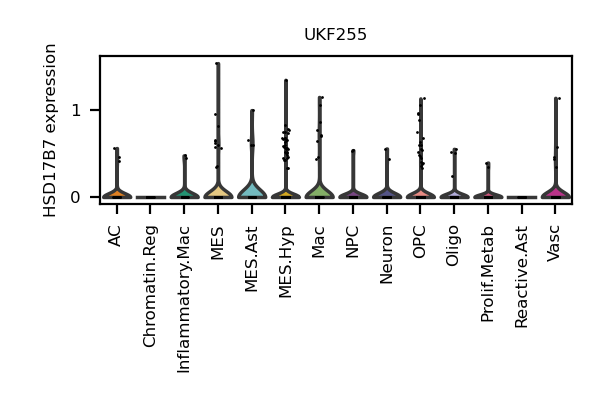 UKF255
HSD17B7 expression
1
0
AC
Chromatin.Reg
Inflammatory.Mac
MES
MES.Ast
MES.Hyp
Mac
NPC
Neuron
OPC
Oligo
Prolif.Metab
Reactive.Ast
Vasc